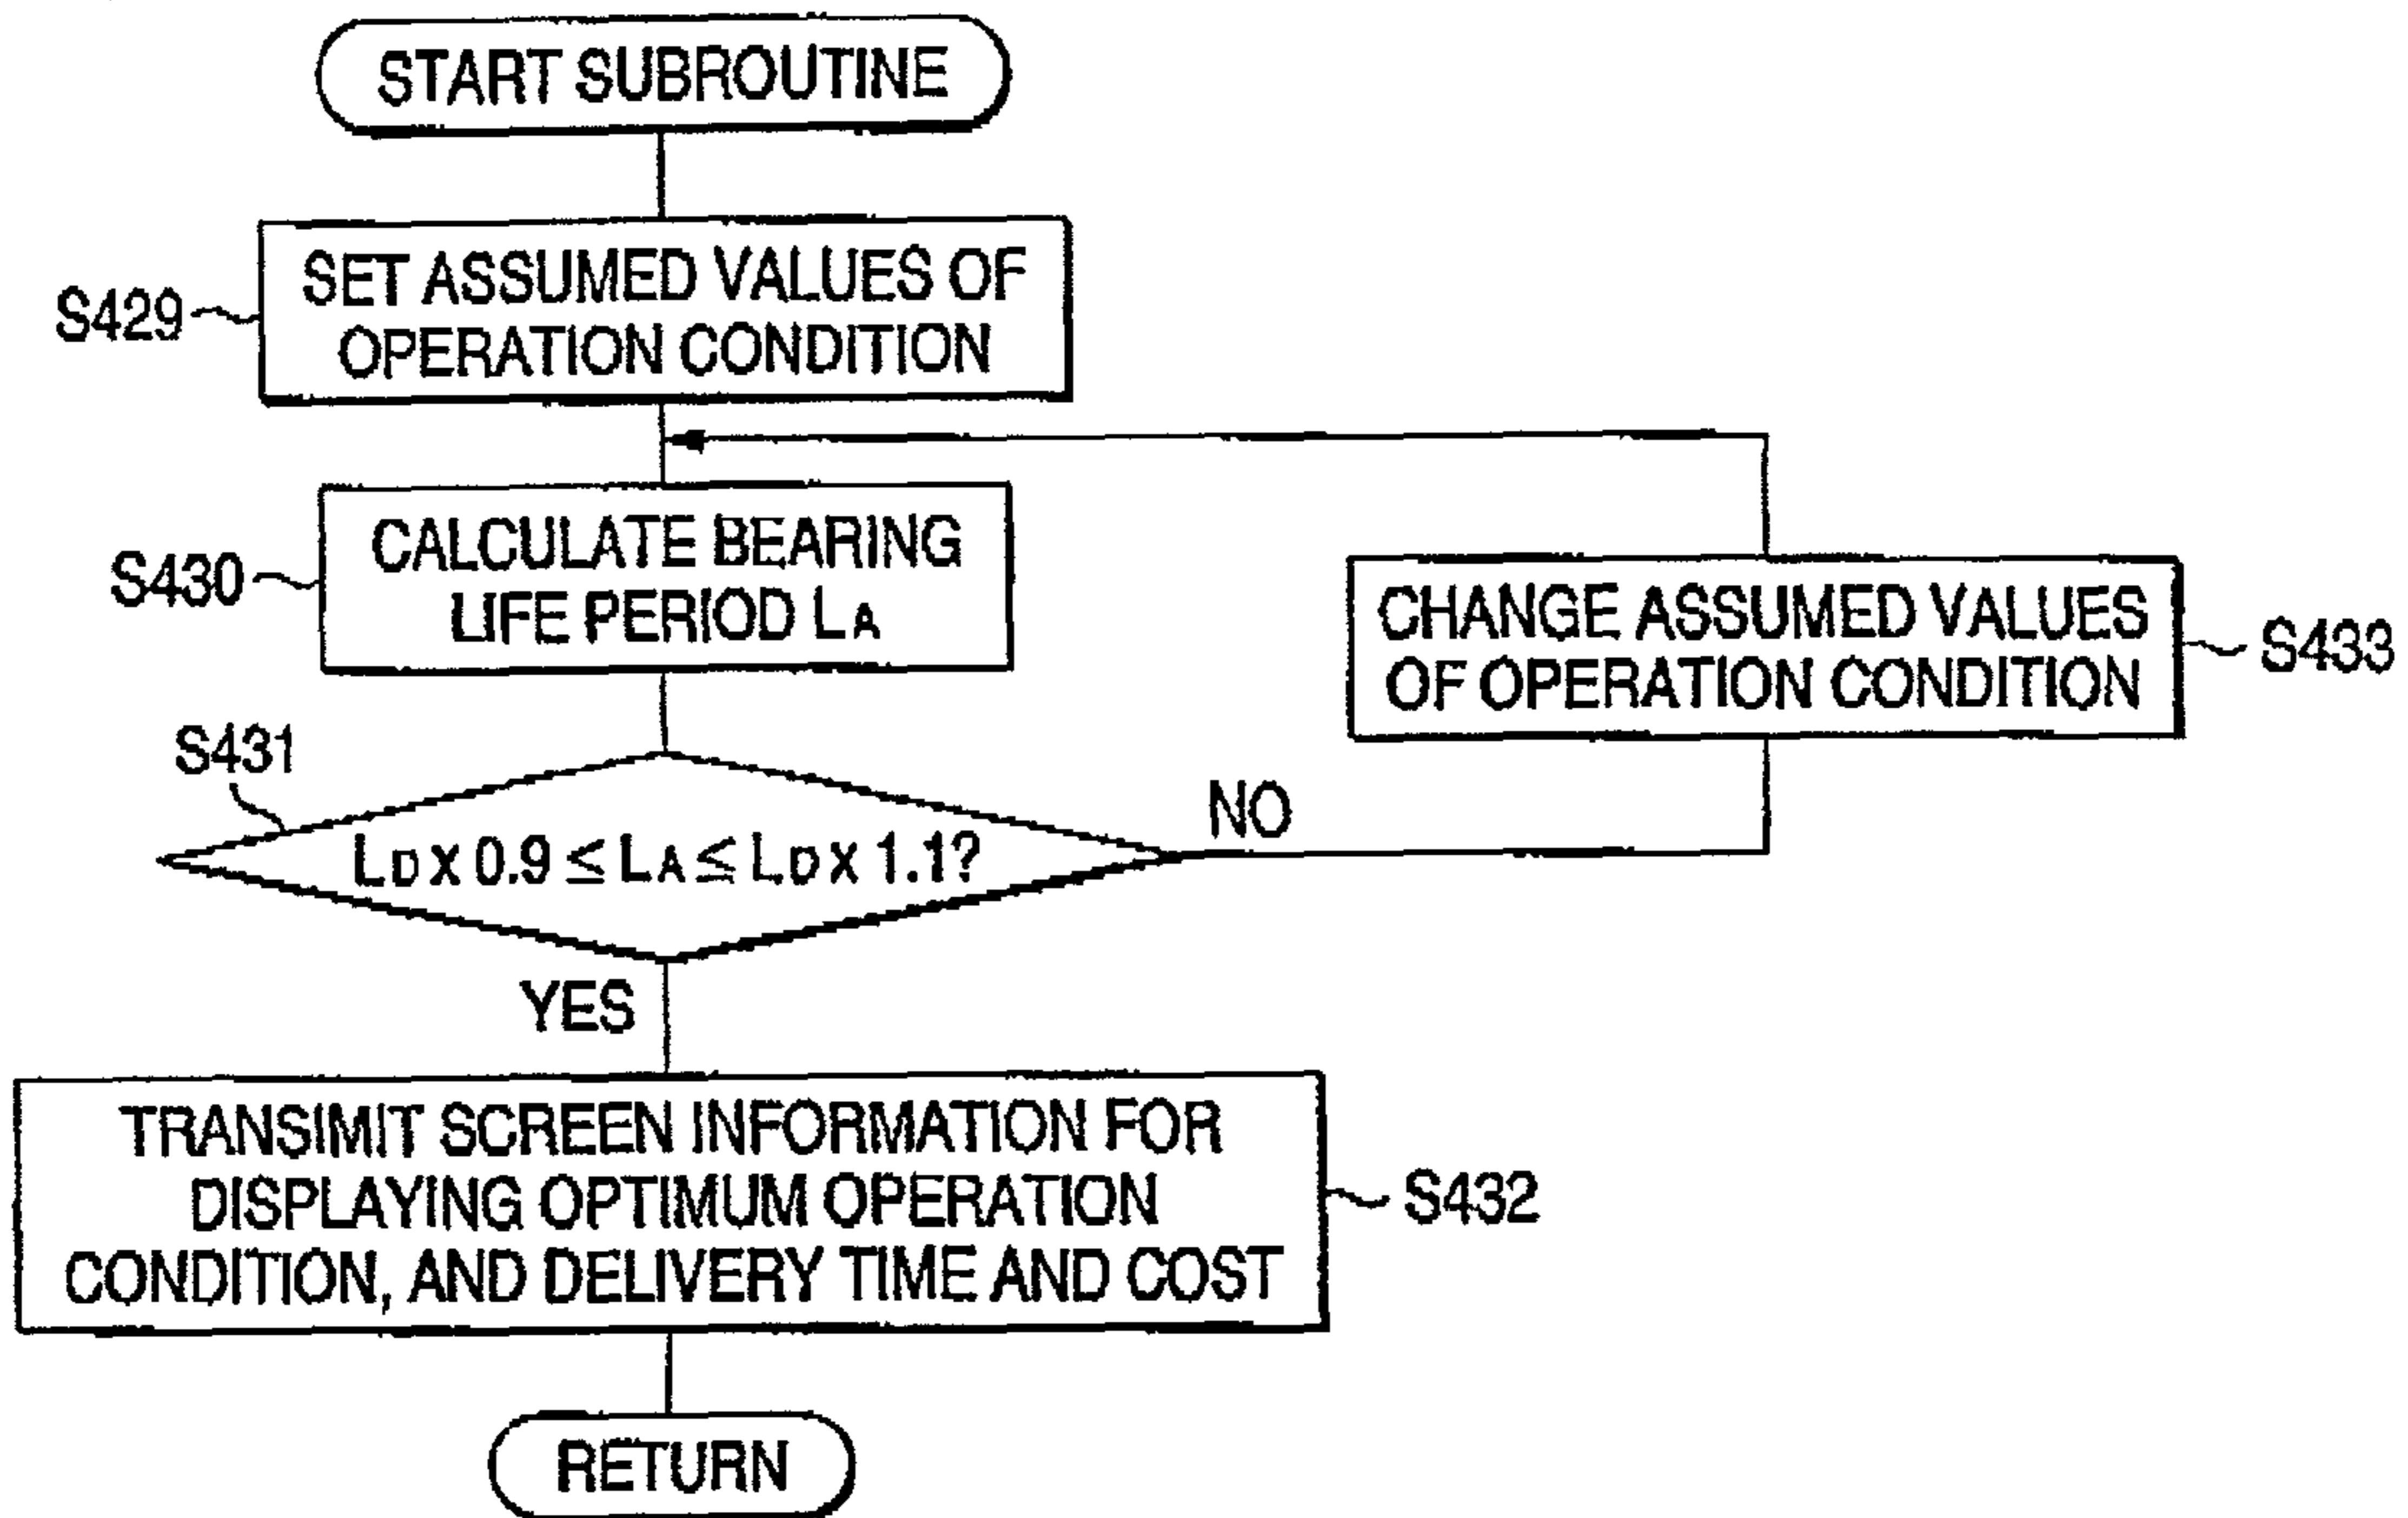 START SUBROUTINE
S429
SET ASSUMED VALUES OF
OPERATION CONDITION
S430
CALCULATE BEARING
LIFE PERIOD LA
CHANGE ASSUMED VALUES
OF OPERATION CONDITION
S433
S431
LD x 0.9 ≤ LA ≤ LD x 1.1?
NO
YES
TRANSIMIT SCREEN INFORMATION FOR
DISPLAYING OPTIMUM OPERATION
CONDITION, AND DELIVERY TIME AND COST
S432
RETURN